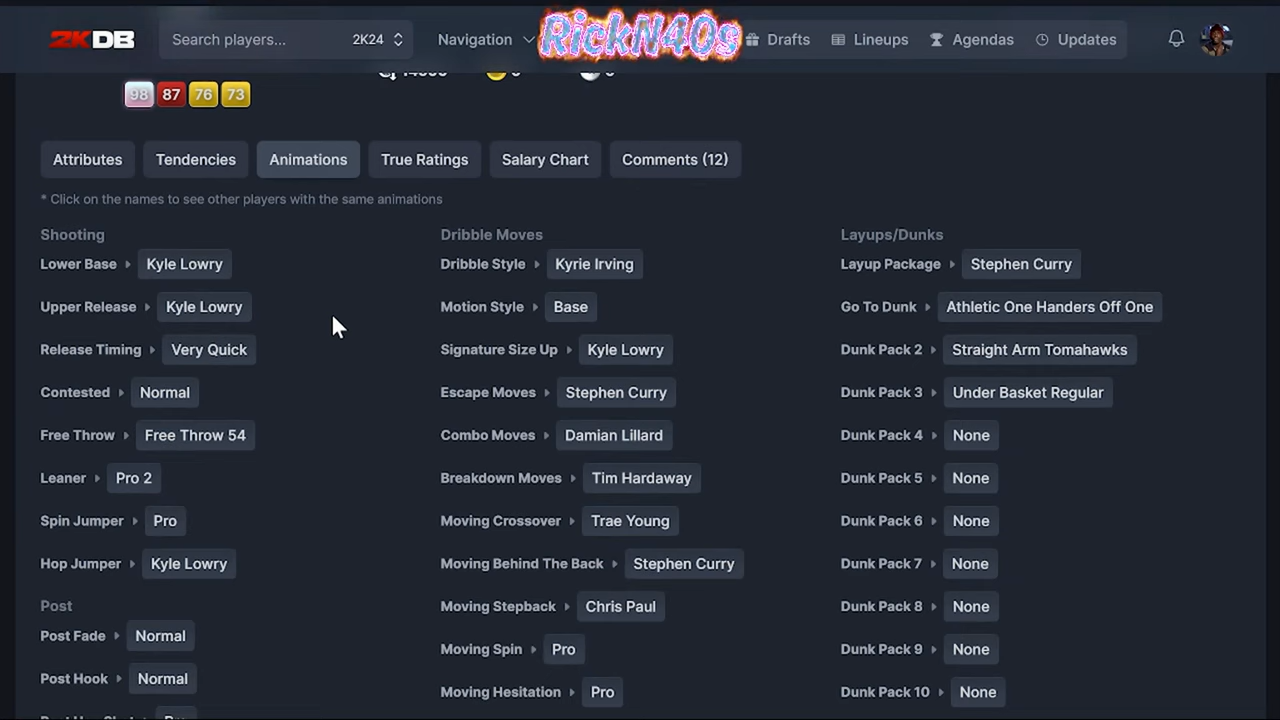 2KDB
Search players...
2K24
Navigation
RickN40s
Drafts
Lineups
Agendas
Updates
98 87 76 73
Attributes
Tendencies
Animations
True Ratings
Salary Chart
Comments (12)
* Click on the names to see other players with the same animations
Shooting
Lower Base Kyle Lowry
Upper Release Kyle Lowry
Release Timing Very Quick
Contested Normal
Free Throw Free Throw 54
Leaner Pro 2
Spin Jumper Pro
Hop Jumper Kyle Lowry
Post
Post Fade Normal
Post Hook Normal
Dribble Moves
Dribble Style Kyrie Irving
Motion Style Base
Signature Size Up Kyle Lowry
Escape Moves Stephen Curry
Combo Moves Damian Lillard
Breakdown Moves Tim Hardaway
Moving Crossover Trae Young
Moving Behind The Back Stephen Curry
Moving Stepback Chris Paul
Moving Spin Pro
Moving Hesitation Pro
Layups/Dunks
Layup Package Stephen Curry
Go To Dunk Athletic One Handers Off One
Dunk Pack 2 Straight Arm Tomahawks
Dunk Pack 3 Under Basket Regular
Dunk Pack 4 None
Dunk Pack 5 None
Dunk Pack 6 None
Dunk Pack 7 None
Dunk Pack 8 None
Dunk Pack 9 None
Dunk Pack 10 None